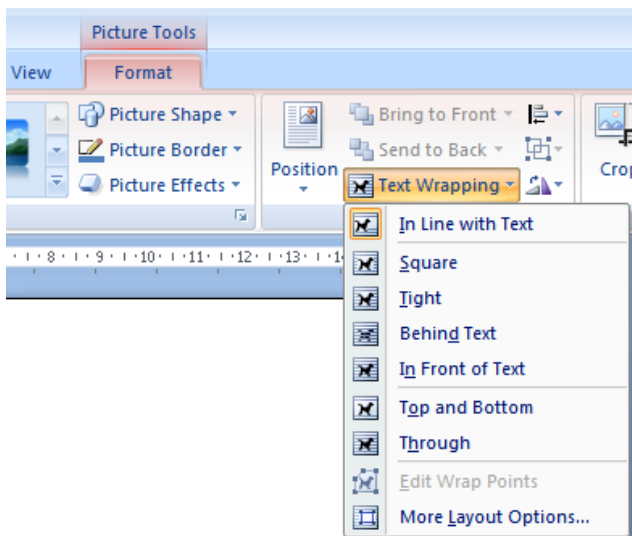 Picture Tools
View Format
Picture Shape
Picture Border
Picture Effects
Position
Bring to Front
Send to Back
Text Wrapping
In Line with Text
Square
Tight
Behind Text
In Front of Text
Top and Bottom
Through
Edit Wrap Points
More Layout Options...
8 9 10 11 12 13